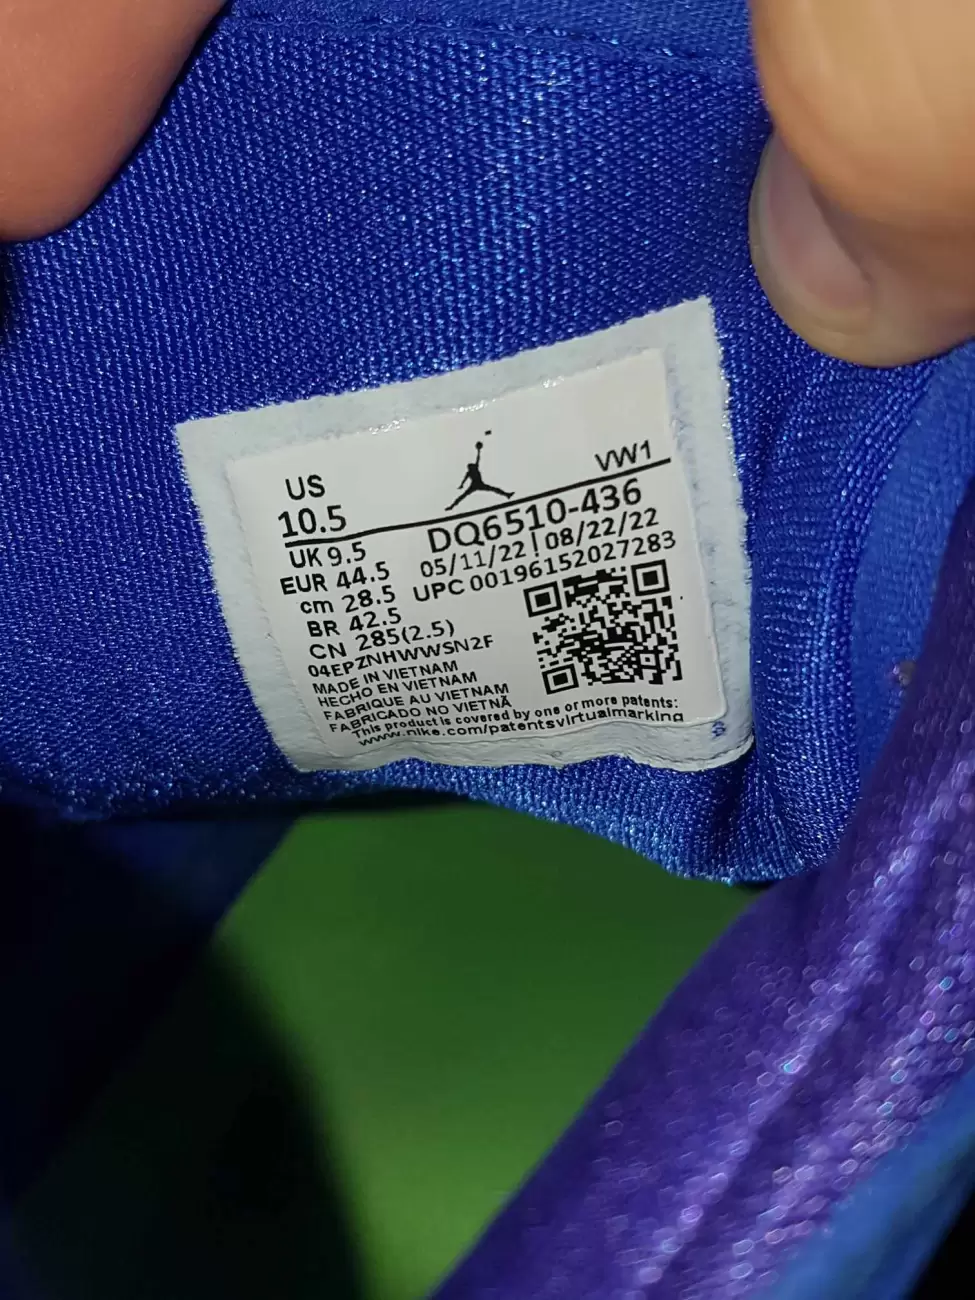 US
10.5
VW1
UK 9.5
DQ6510-436
EUR 44.5
05/11/22 | 08/22/22
cm 28.5
UPC 00196152027283
BR 42.5
CN 285(2.5)
04EPZNHWWSN2F
MADE IN VIETNAM
HECHO EN VIETNAM
FABRIQUE AU VIETNAM
FABRICADO NO VIETNÃ
This product is covered by one or more patents:
www.nike.com/patentsvirtualmarking